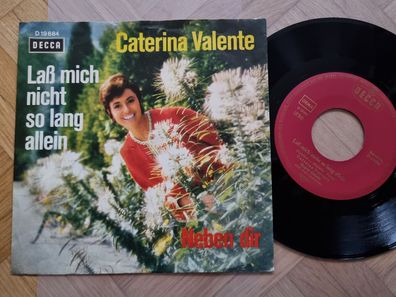 D 19 684
DECCA
Caterina Valente
Laß mich
nicht
so lang
allein
Neben dir
DECCA